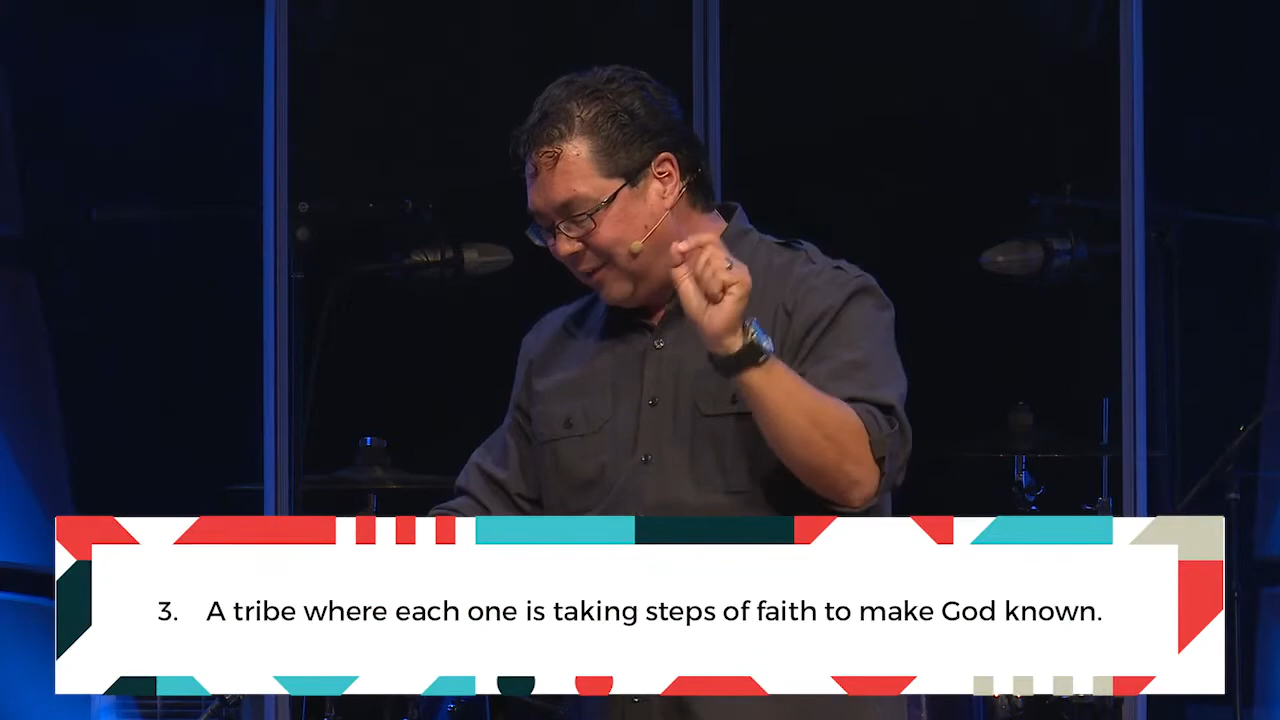 3. A tribe where each one is taking steps of faith to make God known.